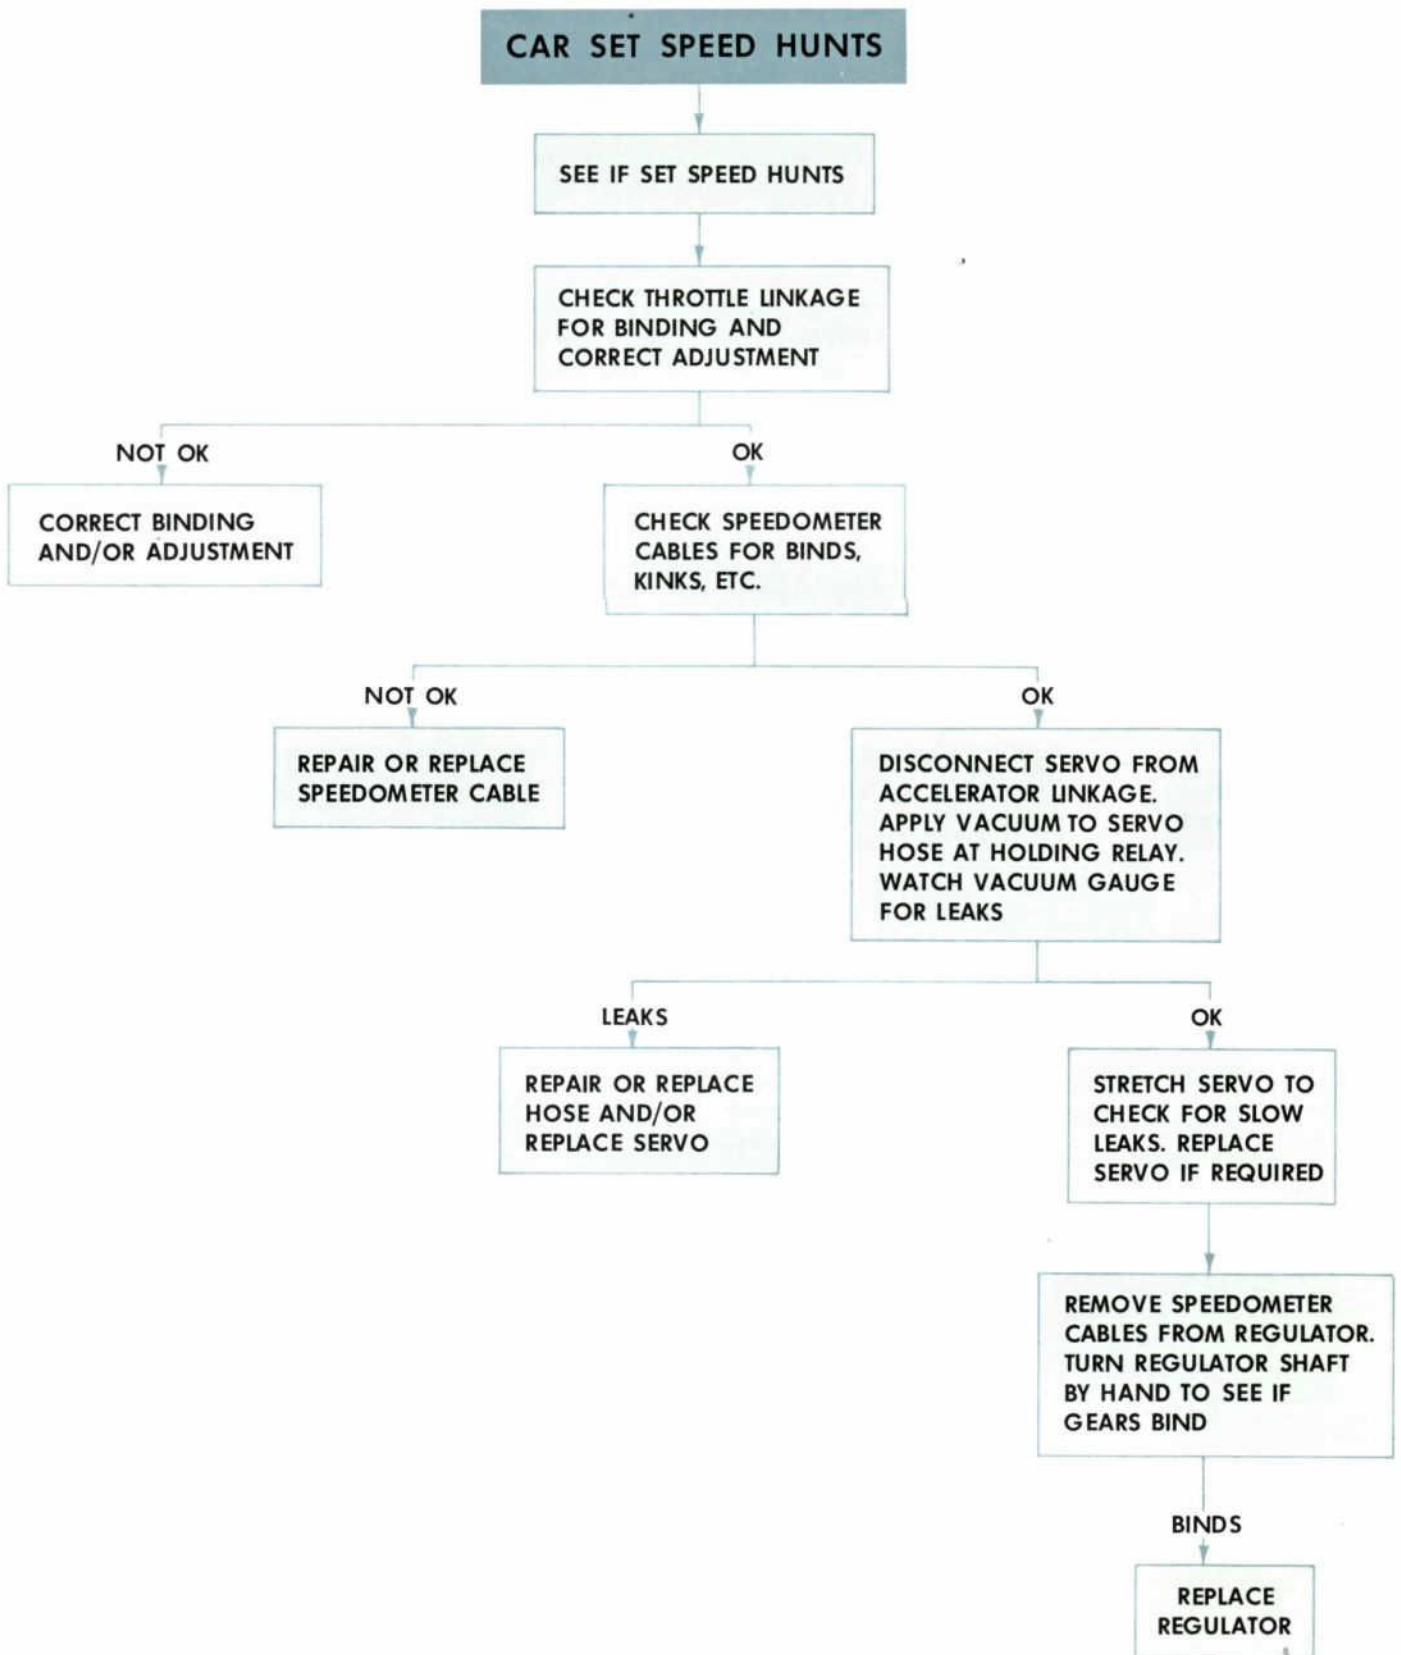 CAR SET SPEED HUNTS
SEE IF SET SPEED HUNTS
CHECK THROTTLE LINKAGE
FOR BINDING AND
CORRECT ADJUSTMENT
NOT OK
OK
CORRECT BINDING
AND/OR ADJUSTMENT
CHECK SPEEDOMETER
CABLES FOR BINDS,
KINKS, ETC.
NOT OK
OK
REPAIR OR REPLACE
SPEEDOMETER CABLE
DISCONNECT SERVO FROM
ACCELERATOR LINKAGE.
APPLY VACUUM TO SERVO
HOSE AT HOLDING RELAY.
WATCH VACUUM GAUGE
FOR LEAKS
LEAKS
OK
REPAIR OR REPLACE
HOSE AND/OR
REPLACE SERVO
STRETCH SERVO TO
CHECK FOR SLOW
LEAKS. REPLACE
SERVO IF REQUIRED
REMOVE SPEEDOMETER
CABLES FROM REGULATOR.
TURN REGULATOR SHAFT
BY HAND TO SEE IF
GEARS BIND
BINDS
REPLACE
REGULATOR